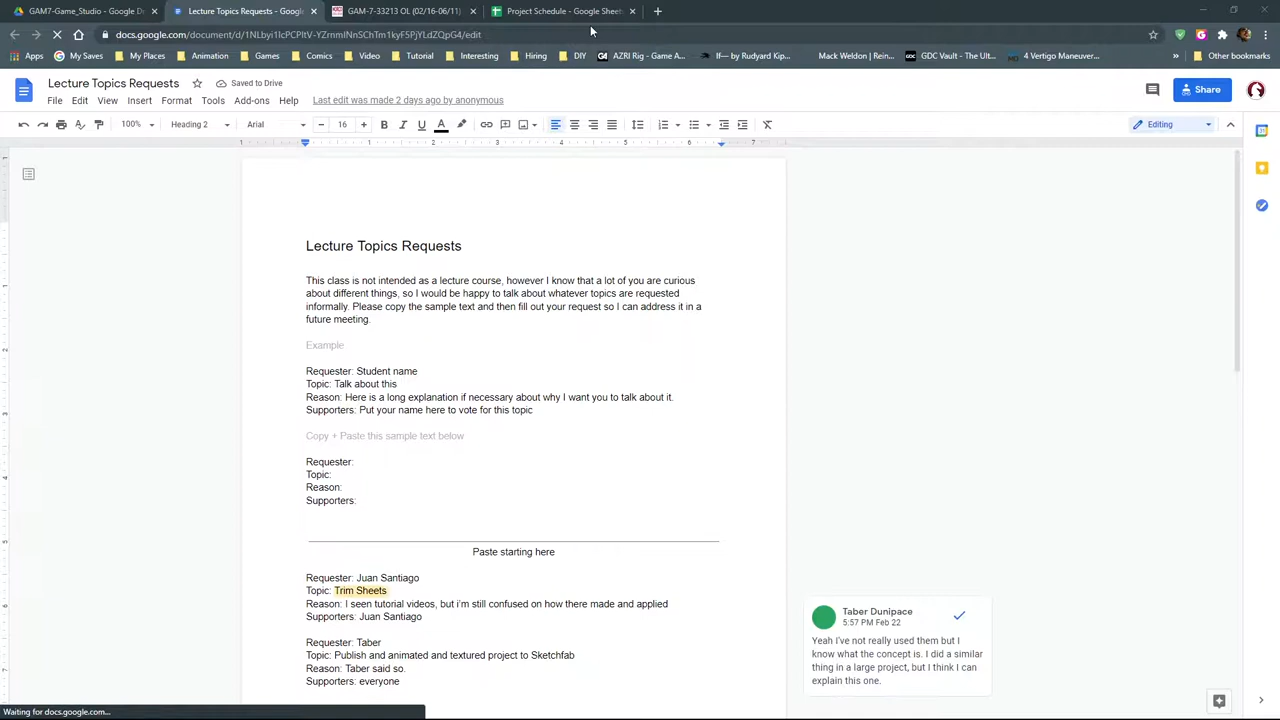 GAM7-Game_Studio - Google Dr
Lecture Topics Requests - Google
GAM-7-33213 OL (02/16-06/11)
Project Schedule - Google Sheets
docs.google.com/document/d/
/edit
Apps
My Saves
My Places
Animation
Video
Tutorial
Interesting
Games
Comics
Hiring
DIY
AZRI Rig - Game A...
If— by Rudyard Kip...
GDC Vault - The Ult...
Mack Weldon | Rein...
4 Vertigo Maneuver...
Other bookmarks
Lecture Topics Requests
Saved to Drive
File Edit View Insert Format Tools Add-ons Help
Last edit was made 2 days ago by anonymous
Share
100%
Heading 2
Arial
16
Editing
1 1 2 3 4 5 6 7
Lecture Topics Requests
This class is not intended as a lecture course, however I know that a lot of you are curious
about different things, so I would be happy to talk about whatever topics are requested
informally. Please copy the sample text and then fill out your request so I can address it in a
future meeting.
Example
Requester: Student name
Topic: Talk about this
Reason: Here is a long explanation if necessary about why I want you to talk about it.
Supporters: Put your name here to vote for this topic
Copy + Paste this sample text below
Requester:
Topic:
Reason:
Supporters:
Paste starting here
Requester: Juan Santiago
Topic: Trim Sheets
Reason: I seen tutorial videos, but i'm still confused on how there made and applied
Supporters: Juan Santiago
Requester: Taber
Topic: Publish and animated and textured project to Sketchfab
Reason: Taber said so.
Supporters: everyone
Taber Dunipace
5:57 PM Feb 22
Yeah I've not really used them but I
know what the concept is. I did a similar
thing in a large project, but I think I can
explain this one.
Waiting for docs.google.com...